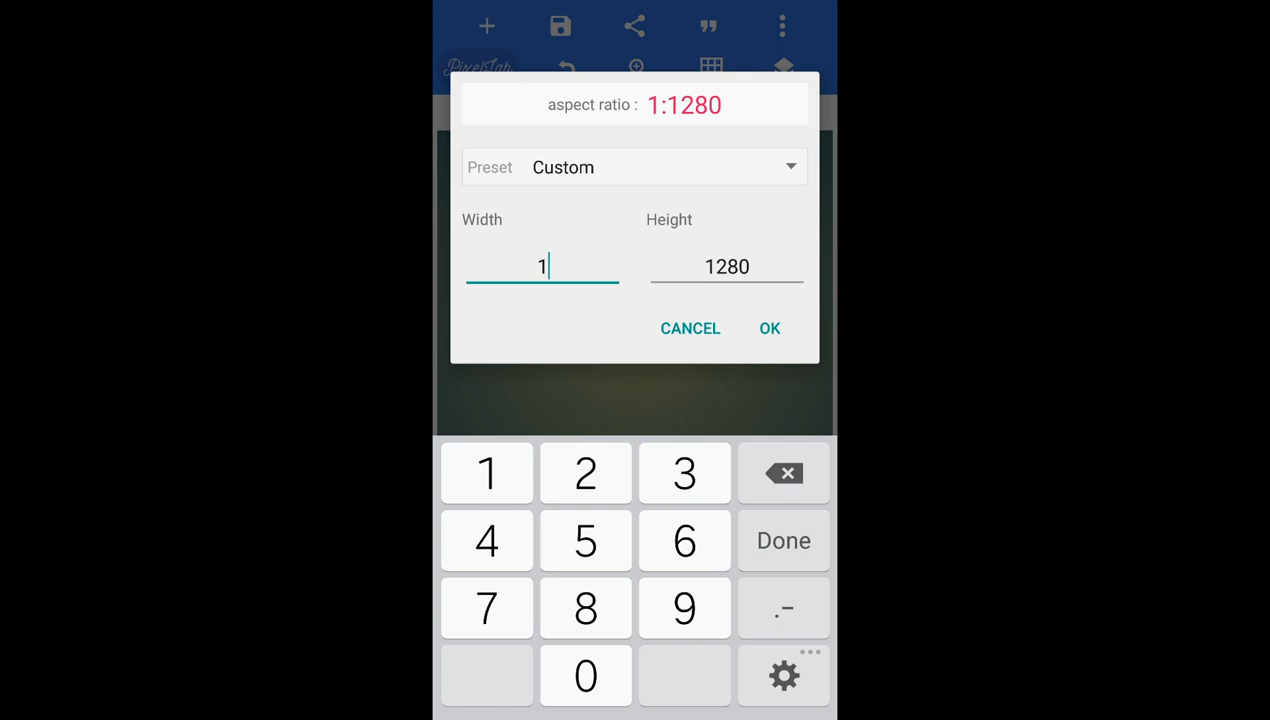 PixelLab
aspect ratio : 1:1280
Preset Custom
Width Height
1 1280
CANCEL OK
1 2 3
4 5 6 Done
7 8 9 .-
0